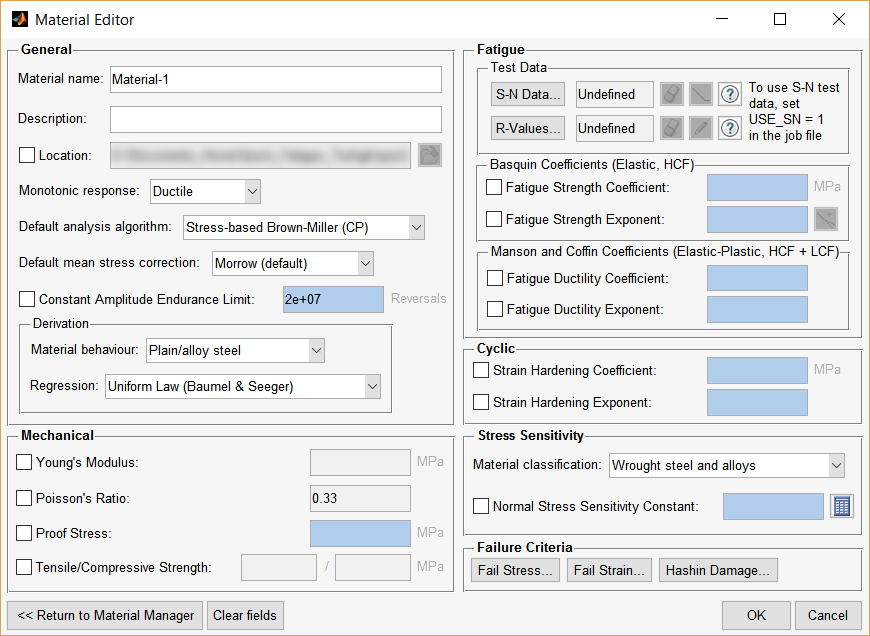 Material Editor
General
Material name: Material-1
Description:
Location:
Monotonic response: Ductile
Default analysis algorithm: Stress-based Brown-Miller (CP)
Default mean stress correction: Morrow (default)
Constant Amplitude Endurance Limit: 2e+07 Reversals
Derivation
Material behaviour: Plain/alloy steel
Regression: Uniform Law (Baumel & Seeger)
Mechanical
Young's Modulus: MPa
Poisson's Ratio: 0.33
Proof Stress: MPa
Tensile/Compressive Strength: / MPa
Fatigue
Test Data
S-N Data... Undefined ?
R-Values... Undefined ?
To use S-N test
data, set
USE_SN = 1
in the job file
Basquin Coefficients (Elastic, HCF)
Fatigue Strength Coefficient: MPa
Fatigue Strength Exponent:
Manson and Coffin Coefficients (Elastic-Plastic, HCF + LCF)
Fatigue Ductility Coefficient:
Fatigue Ductility Exponent:
Cyclic
Strain Hardening Coefficient: MPa
Strain Hardening Exponent:
Stress Sensitivity
Material classification: Wrought steel and alloys
Normal Stress Sensitivity Constant:
Failure Criteria
Fail Stress... Fail Strain... Hashin Damage...
<< Return to Material Manager Clear fields OK Cancel